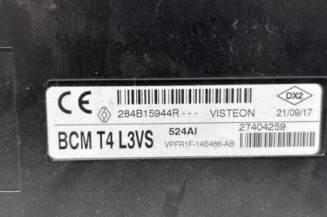 CE 284B15944R--- VISTEON DX2 21/09/17
BCM T4 L3VS 524AI 27404259
VPFR1F-14B466-AB